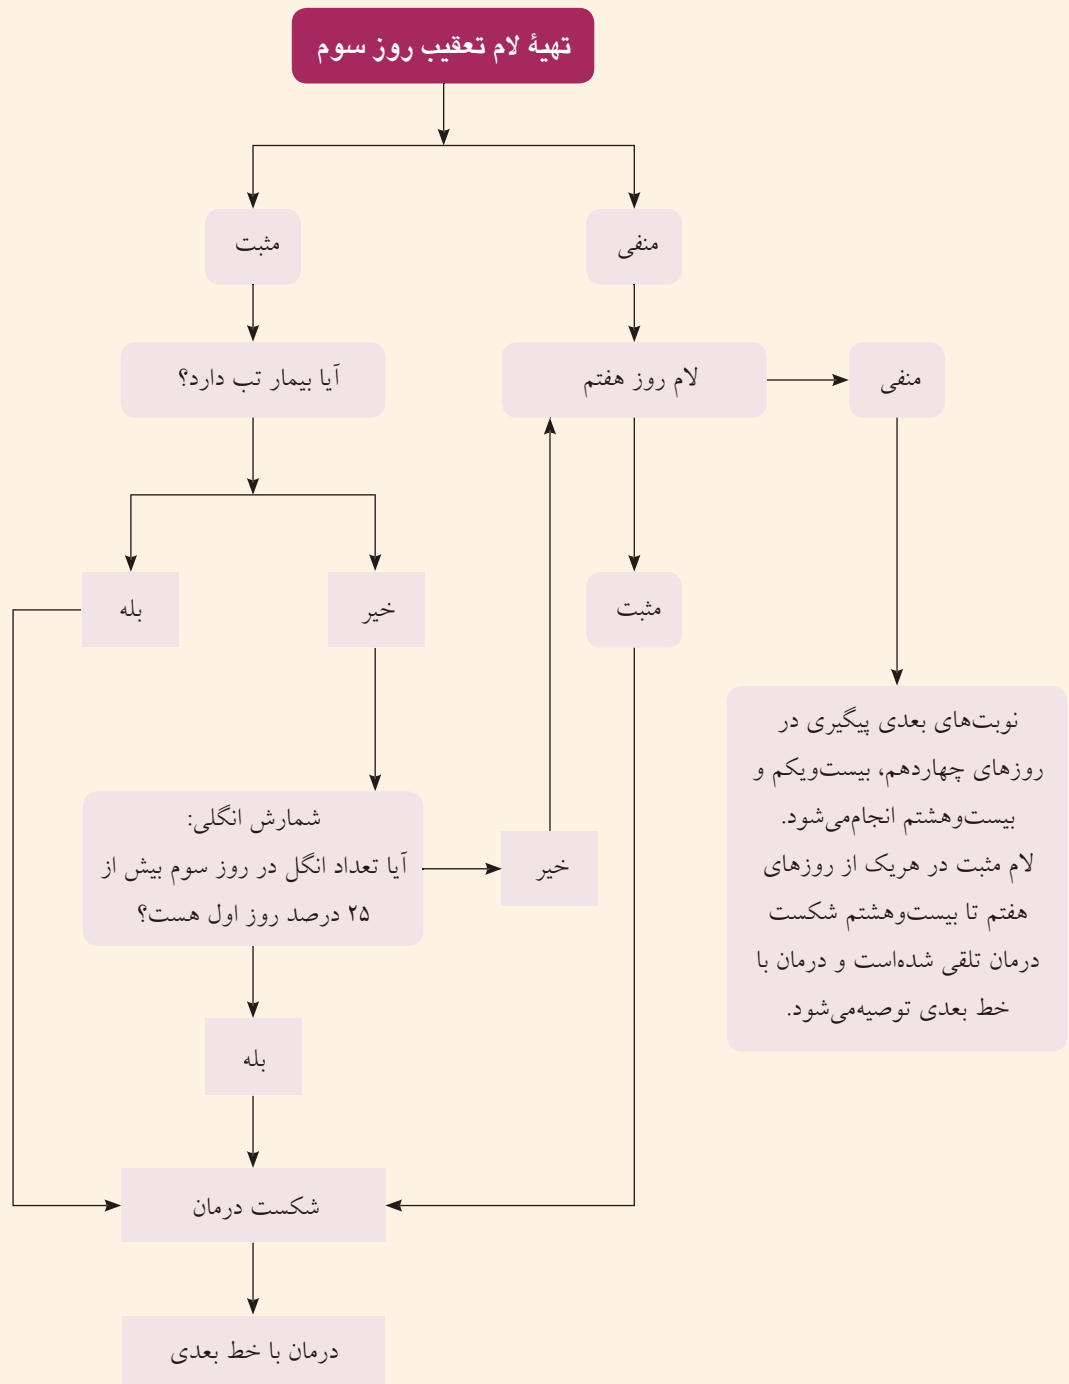 تهیهٔ لام تعقیب روز سوم
منفی
مثبت
لام روز هفتم
منفی
آیا بیمار تب دارد؟
مثبت
خیر
بله
نوبت‌های بعدی پیگیری در
روزهای چهاردهم، بیست‌ویکم و
بیست‌وهشتم انجام‌می‌شود.
لام مثبت در هریک از روزهای
هفتم تا بیست‌وهشتم شکست
درمان تلقی شده‌است و درمان با
خط بعدی توصیه‌می‌شود.
شمارش انگلی:
آیا تعداد انگل در روز سوم بیش از
۲۵ درصد روز اول هست؟
خیر
بله
شکست درمان
درمان با خط بعدی